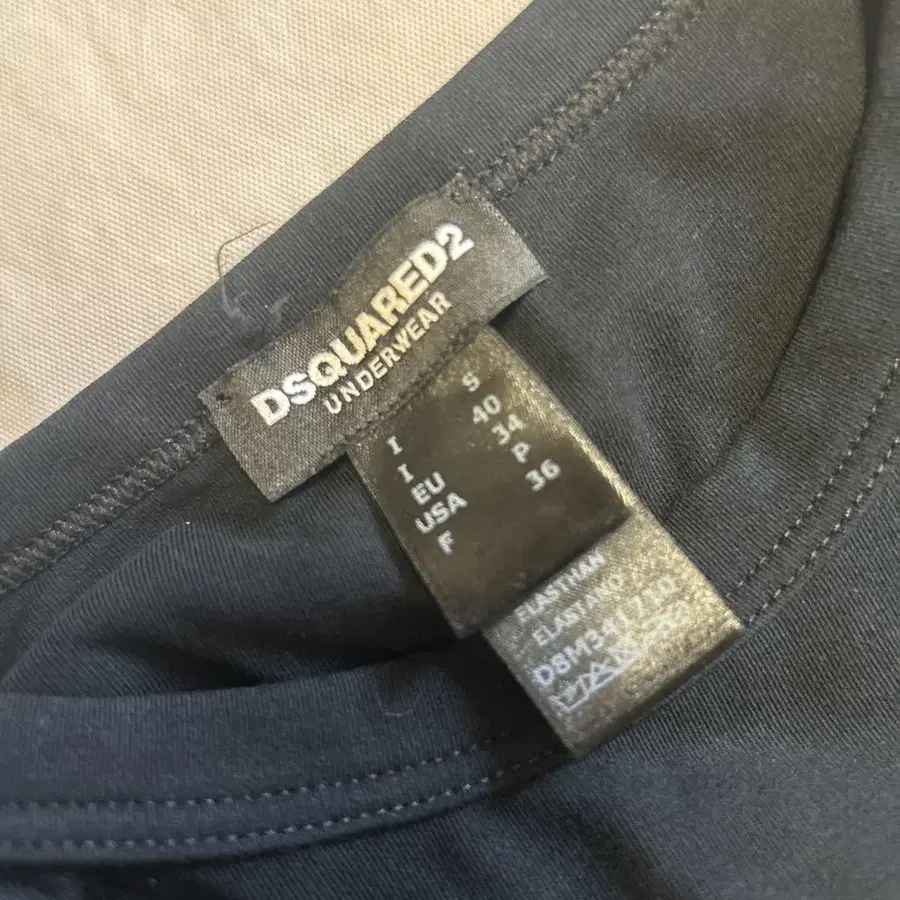 DSQUARED2
UNDERWEAR
I S
I 40
EU 34
USA P
F 36
ELASTHAN
ELASTANO